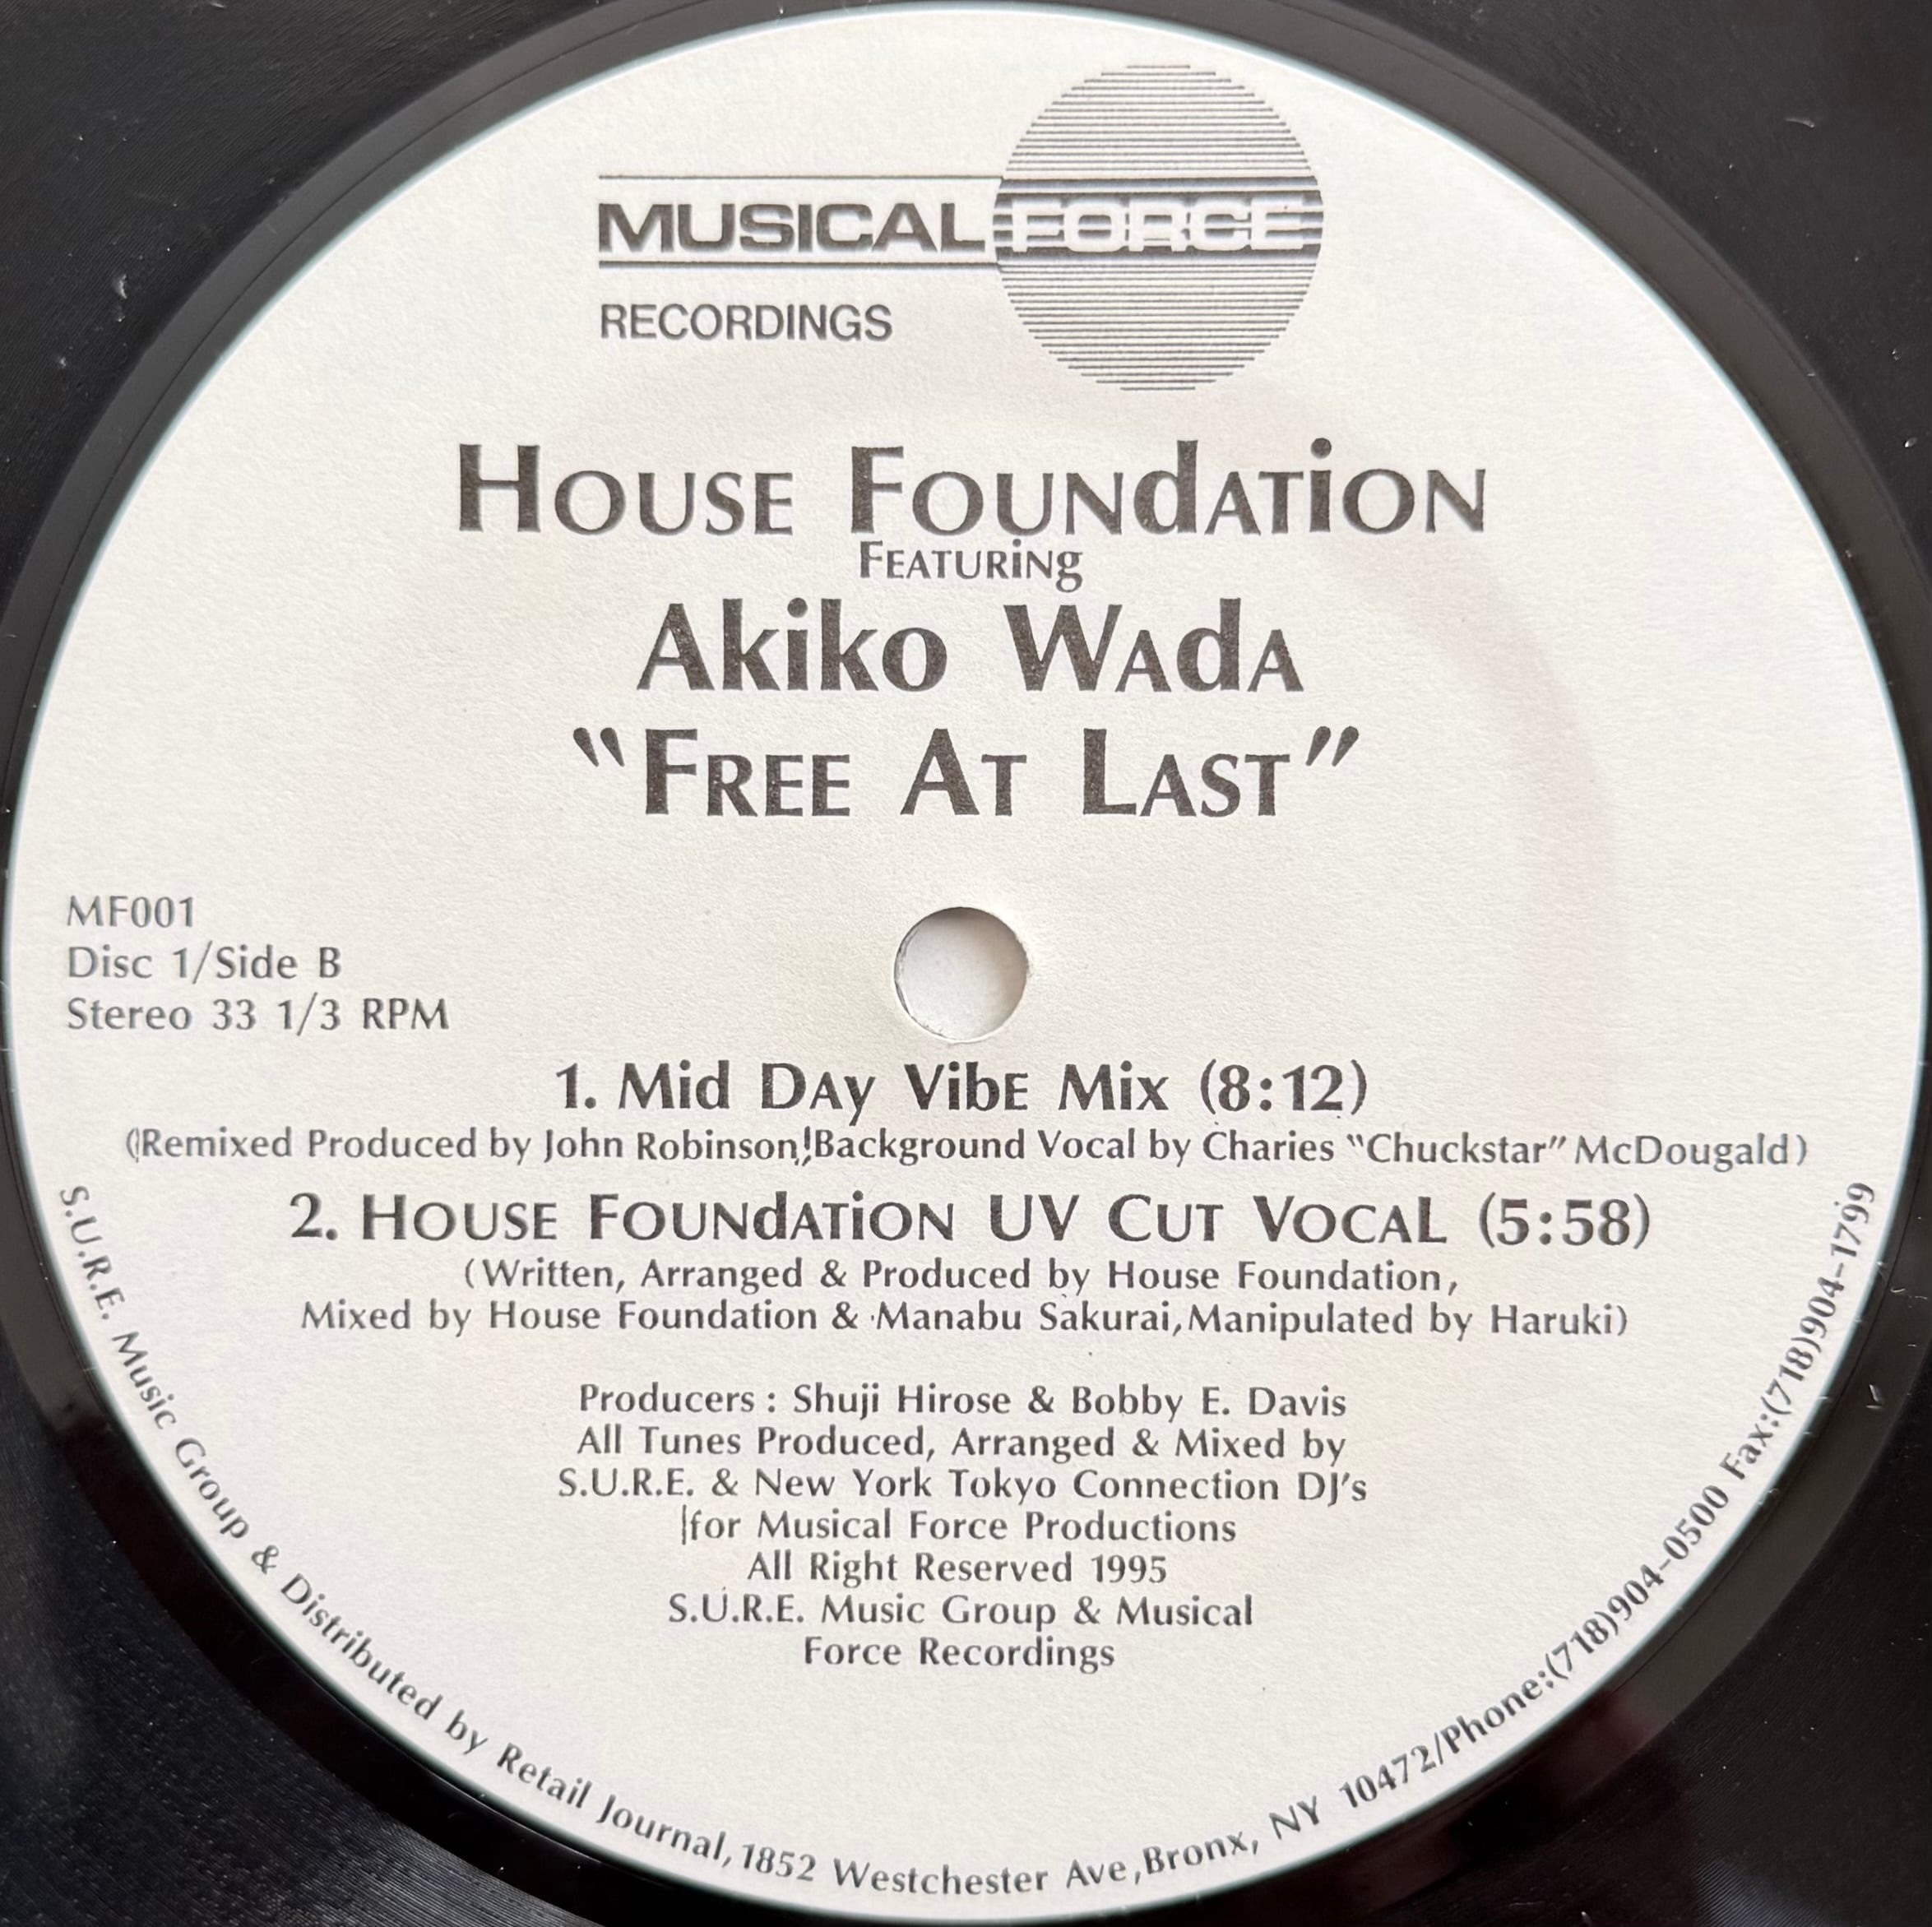 MUSICAL FORCE
RECORDINGS
House Foundation
Featuring
Akiko Wada
"Free At Last"
MF001
Disc 1/Side B
Stereo 33 1/3 RPM
1. Mid Day Vibe Mix (8:12)
(Remixed Produced by John Robinson,!Background Vocal by Charies "Chuckstar" McDougald)
2. House Foundation UV Cut Vocal (5:58)
(Written, Arranged & Produced by House Foundation,
Mixed by House Foundation & Manabu Sakurai, Manipulated by Haruki)
Producers : Shuji Hirose & Bobby E. Davis
All Tunes Produced, Arranged & Mixed by
S.U.R.E. & New York Tokyo Connection DJ's
for Musical Force Productions
All Right Reserved 1995
S.U.R.E. Music Group & Musical
Force Recordings
S.U.R.E. Music Group & Distributed by Retail Journal, 1852 Westchester Ave, Bronx, NY 10472/Phone:(718)904-0500 Fax:(718)904-1799